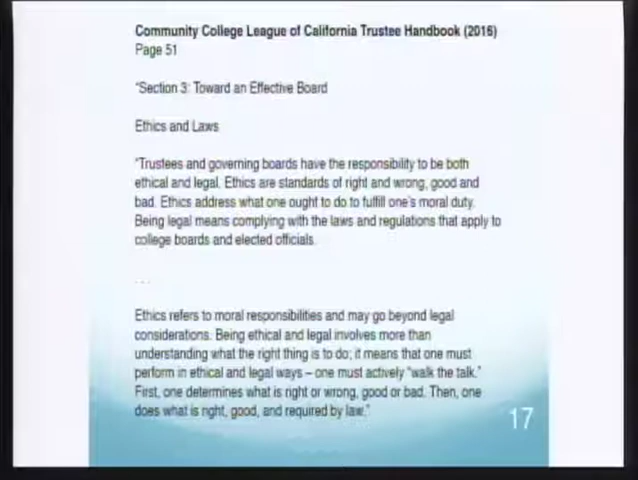 Community College League of California Trustee Handbook (2016)
Page 51
"Section 3: Toward an Effective Board
Ethics and Laws
"Trustees and governing boards have the responsibility to be both
ethical and legal. Ethics are standards of right and wrong, good and
bad. Ethics address what one ought to do to fulfill one's moral duty.
Being legal means complying with the laws and regulations that apply to
college boards and elected officials.
. . .
Ethics refers to moral responsibilities and may go beyond legal
considerations. Being ethical and legal involves more than
understanding what the right thing is to do; it means that one must
perform in ethical and legal ways – one must actively "walk the talk."
First, one determines what is right or wrong, good or bad. Then, one
does what is right, good, and required by law."
17